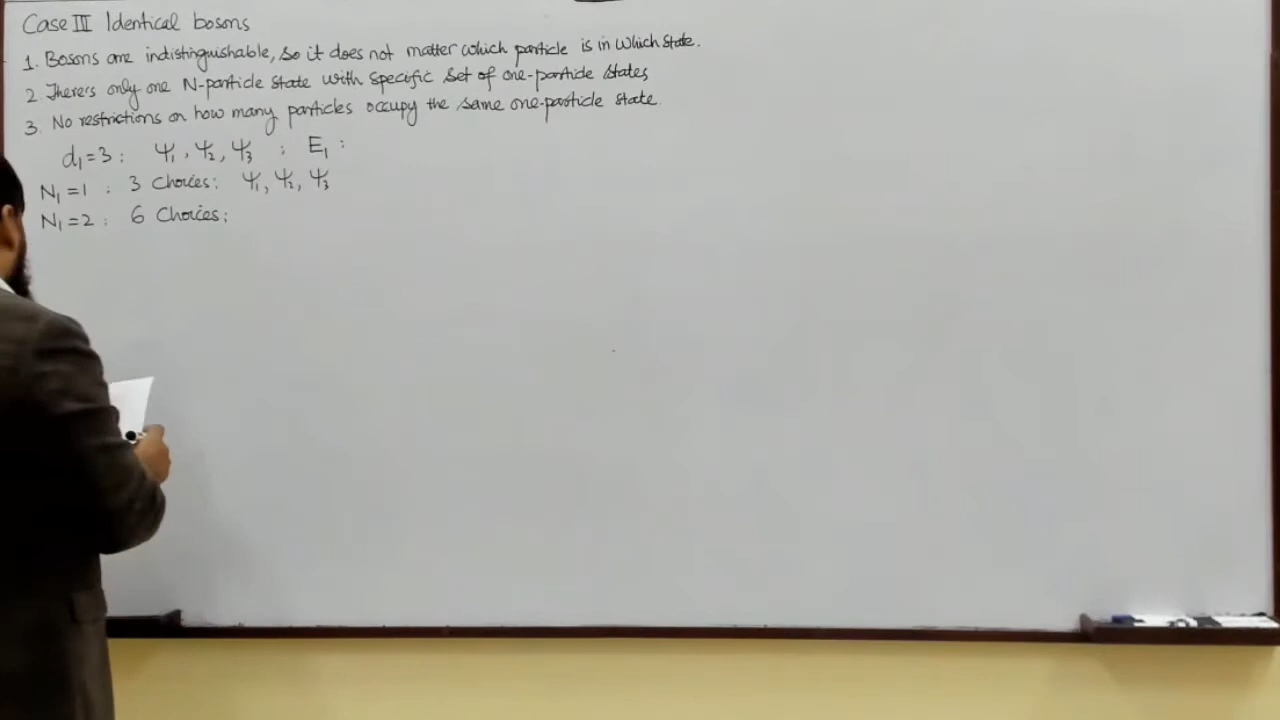 Case III Identical bosons
1. Bosons are indistinguishable, so it does not matter which particle is in which state.
2 There's only one N-particle state with specific set of one-particle states
3. No restrictions on how many particles occupy the same one-particle state.
d₁=3 : Ψ₁, Ψ₂, Ψ₃ ; E₁ :
N₁=1 : 3 Choices: Ψ₁, Ψ₂, Ψ₃
N₁=2 : 6 Choices: